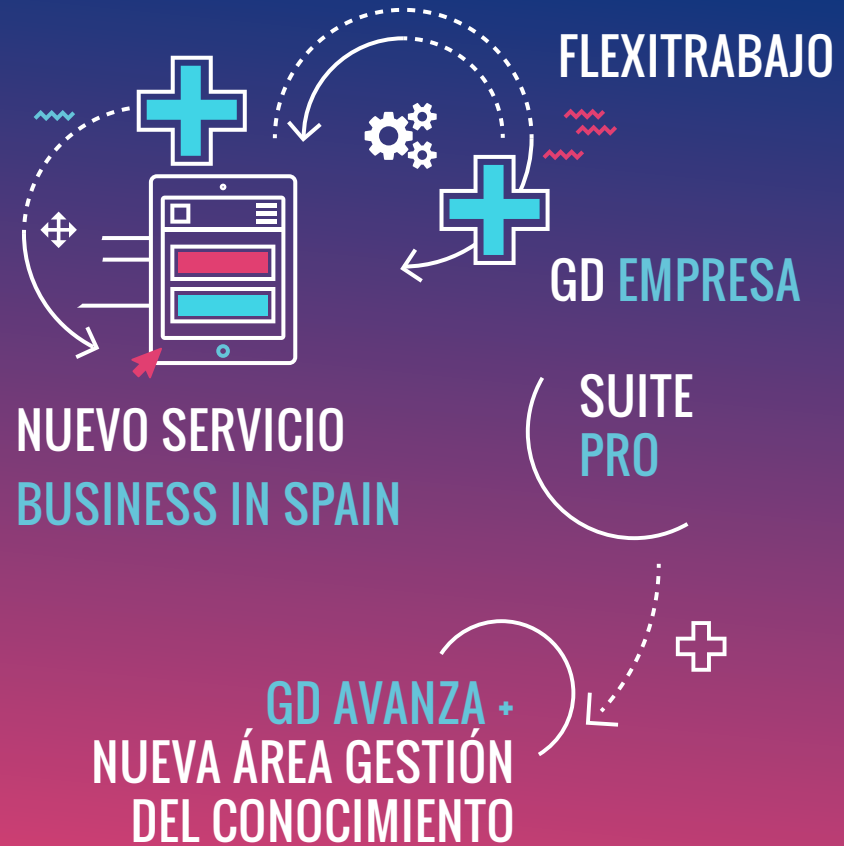 FLEXITRABAJO
GD EMPRESA
SUITE
PRO
NUEVO SERVICIO
BUSINESS IN SPAIN
GD AVANZA +
NUEVA ÁREA GESTIÓN
DEL CONOCIMIENTO